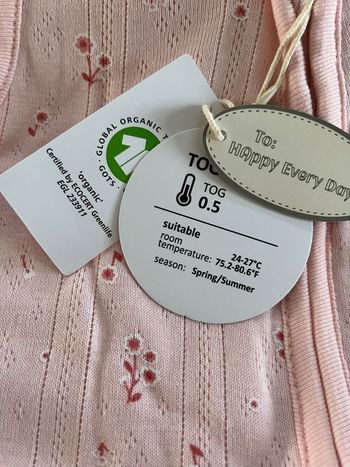 GLOBAL ORGANIC T
GOTS
'organic'
Certified by ECOCERT Greenlife
EGL 233911
To:
HAppy Every Day
TOG
0.5
suitable
room
temperature: 24-27°C
75.2-80.6°F
season: Spring/Summer